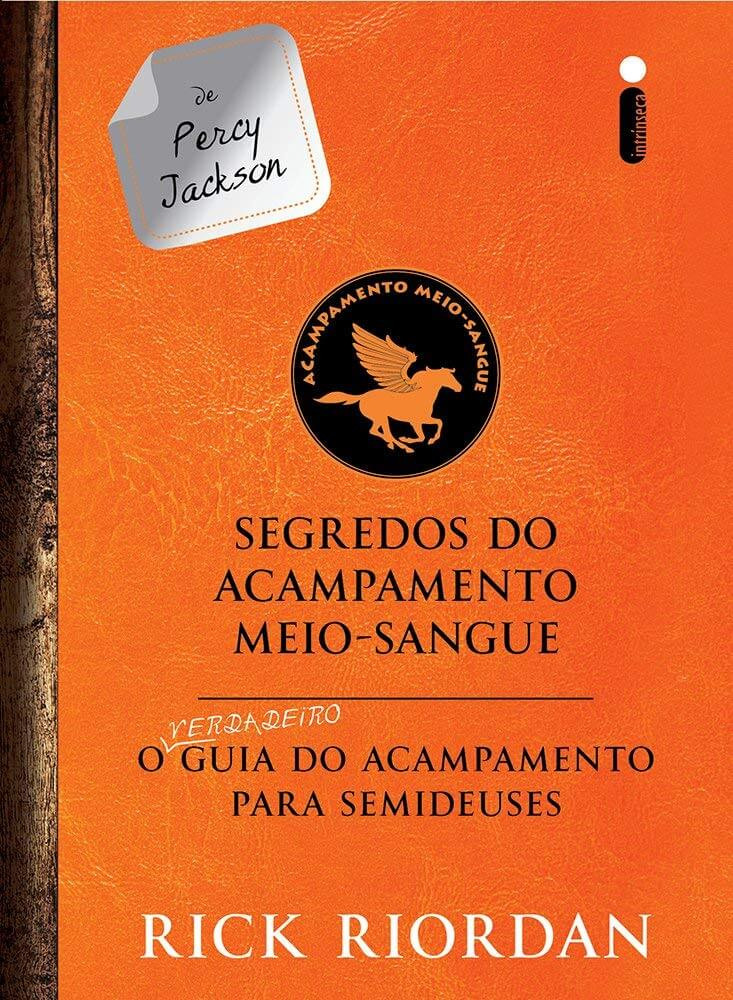 de
Percy
Jackson
intrínseca
ACAMPAMENTO MEIO-SANGUE
SEGREDOS DO
ACAMPAMENTO
MEIO-SANGUE
VERDADEIRO
O GUIA DO ACAMPAMENTO
PARA SEMIDEUSES
RICK RIORDAN